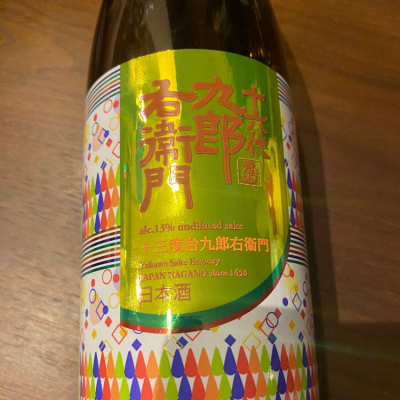 十六代
九郎
右衛門
alc.13% undiluted sake
十三度台九郎右衛門
Yukawa Sake Brewery
JAPAN NAGANO since 1650
日本酒